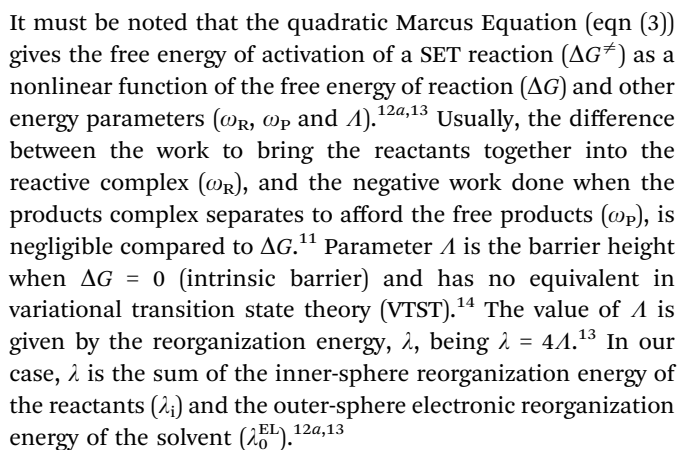 It must be noted that the quadratic Marcus Equation (eqn (3))
gives the free energy of activation of a SET reaction (ΔG≠) as a
nonlinear function of the free energy of reaction (ΔG) and other
energy parameters (ωR, ωP and Λ).12a,13 Usually, the difference
between the work to bring the reactants together into the
reactive complex (ωR), and the negative work done when the
products complex separates to afford the free products (ωP), is
negligible compared to ΔG.11 Parameter Λ is the barrier height
when ΔG = 0 (intrinsic barrier) and has no equivalent in
variational transition state theory (VTST).14 The value of Λ is
given by the reorganization energy, λ, being λ = 4Λ.13 In our
case, λ is the sum of the inner-sphere reorganization energy of
the reactants (λi) and the outer-sphere electronic reorganization
energy of the solvent (λ0EL).12a,13